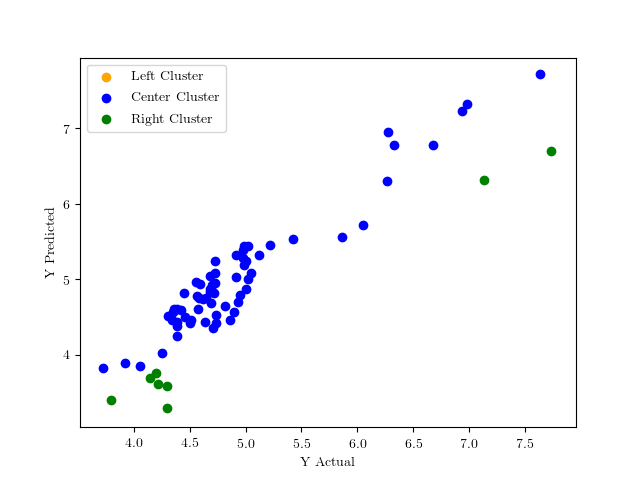 Left Cluster
Center Cluster
Right Cluster
7
6
5
4
Y Predicted
4.0 4.5 5.0 5.5 6.0 6.5 7.0 7.5
Y Actual